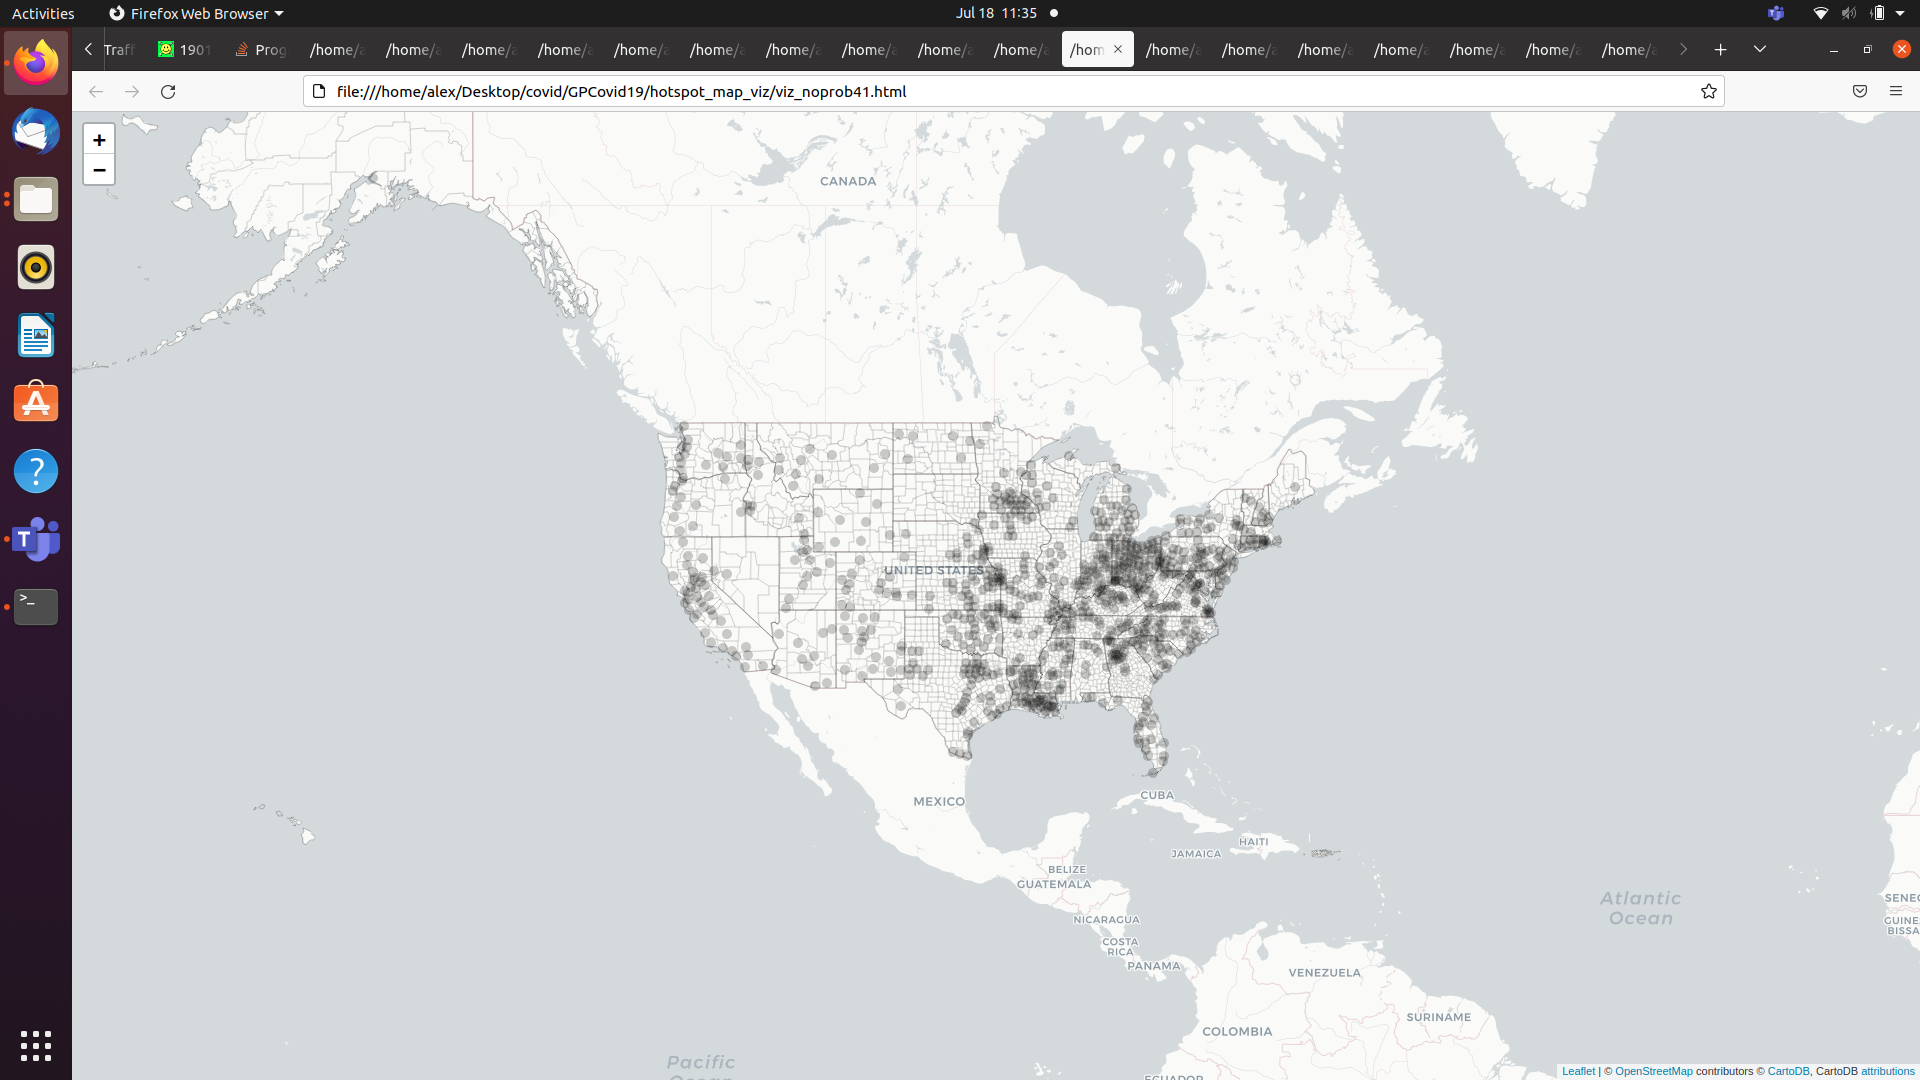 Activities
Firefox Web Browser
Jul 18 11:35
Traff
1901
Prog
/home/a
/home/a
/home/a
/home/a
/home/a
/home/a
/home/a
/home/a
/home/a
/home/a
/hom
/home/a
/home/a
/home/a
/home/a
/home/a
/home/a
/home/a
file:///home/alex/Desktop/covid/GPCovid19/hotspot_map_viz/viz_noprob41.html
+
−
CANADA
UNITED STATES
MEXICO
CUBA
HAITI
JAMAICA
BELIZE
GUATEMALA
NICARAGUA
COSTA
RICA
PANAMA
VENEZUELA
COLOMBIA
SURINAME
ECUADOR
Atlantic
Ocean
SENEG
GUINE
BISSA
Pacific
Ocean
Leaflet | © OpenStreetMap contributors © CartoDB, CartoDB attributions